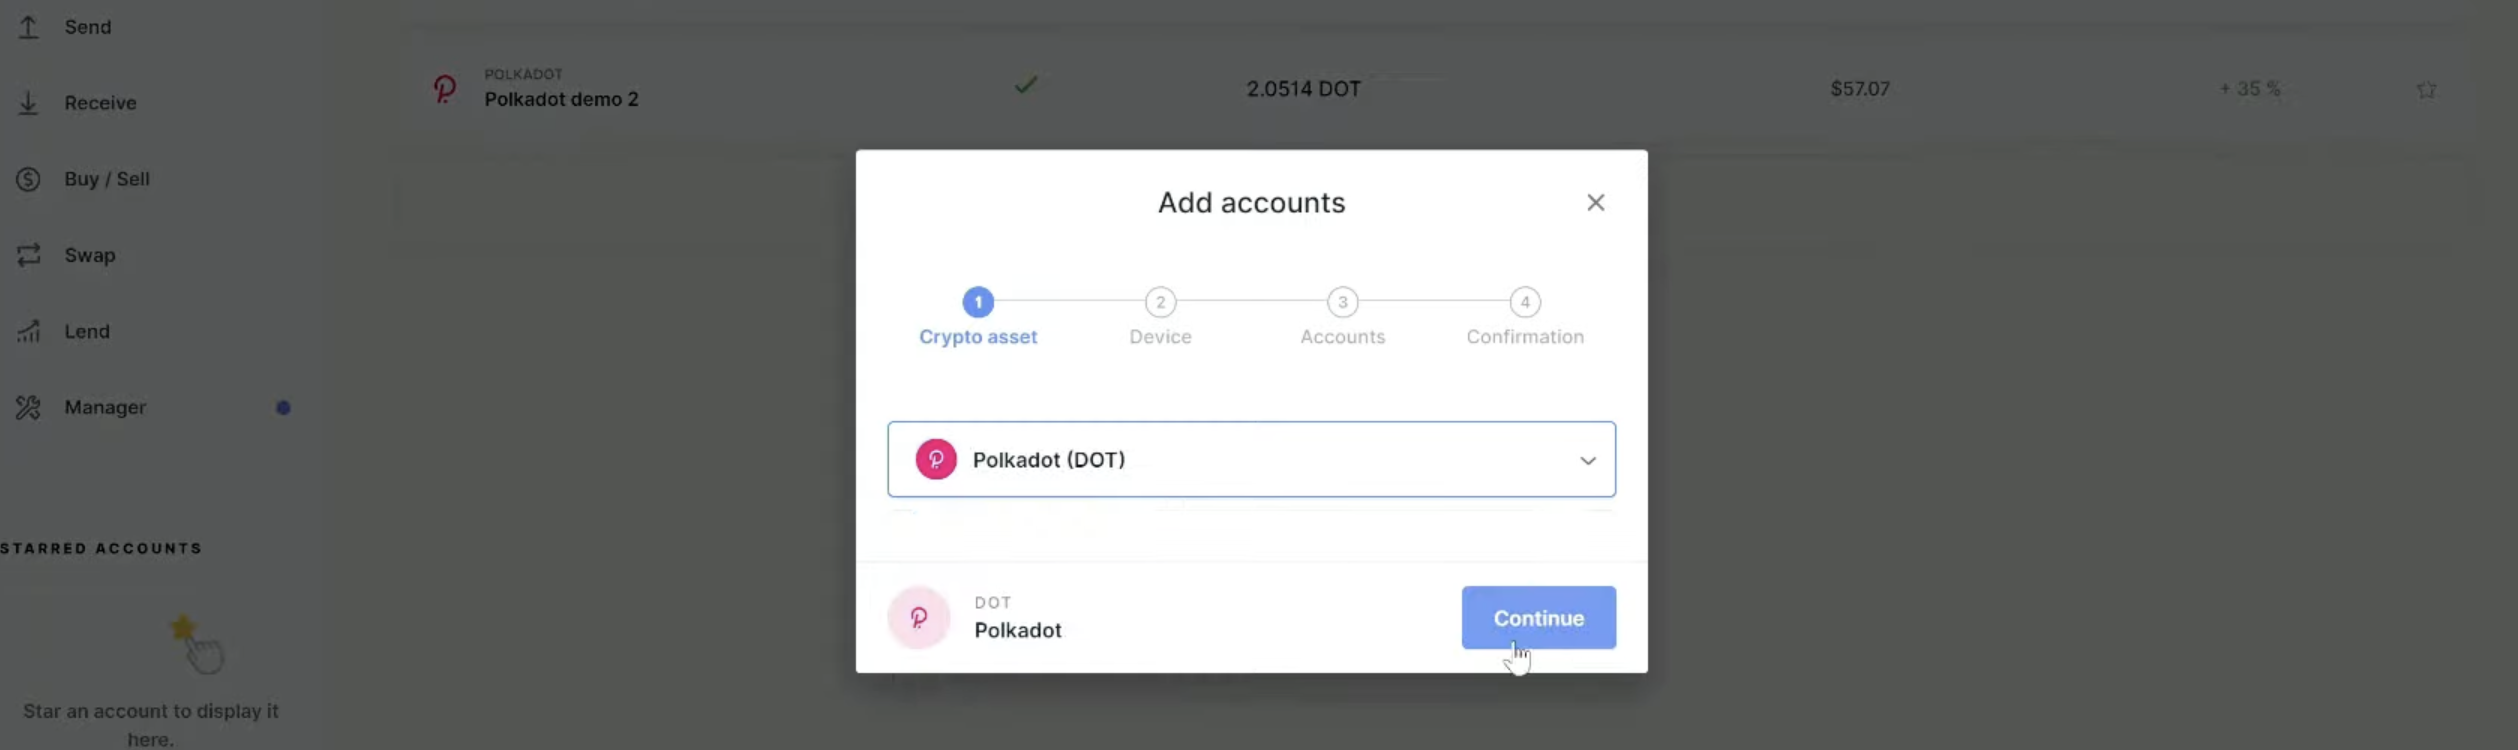 Send
POLKADOT
Polkadot demo 2
2.0514 DOT
$57.07
+ 35 %
Receive
Buy / Sell
Swap
Lend
Manager
STARRED ACCOUNTS
Star an account to display it
here.
Add accounts
1
2
3
4
Crypto asset
Device
Accounts
Confirmation
Polkadot (DOT)
DOT
Polkadot
Continue